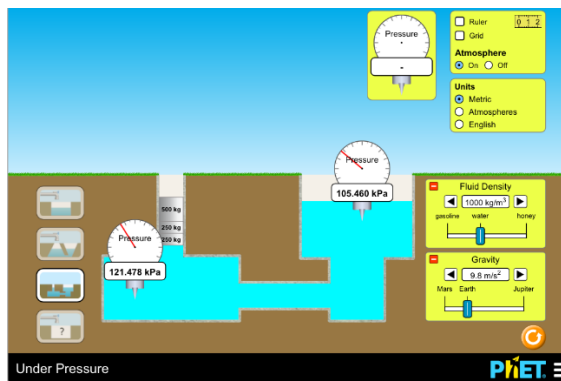 Pressure
-
Ruler
0 1 2
Grid
Atmosphere
On Off
Units
Metric
Atmospheres
English
Pressure
105.460 kPa
500 kg
250 kg
250 kg
Pressure
121.478 kPa
Fluid Density
1000 kg/m³
gasoline water honey
Gravity
9.8 m/s²
Mars Earth Jupiter
?
Under Pressure
PhET